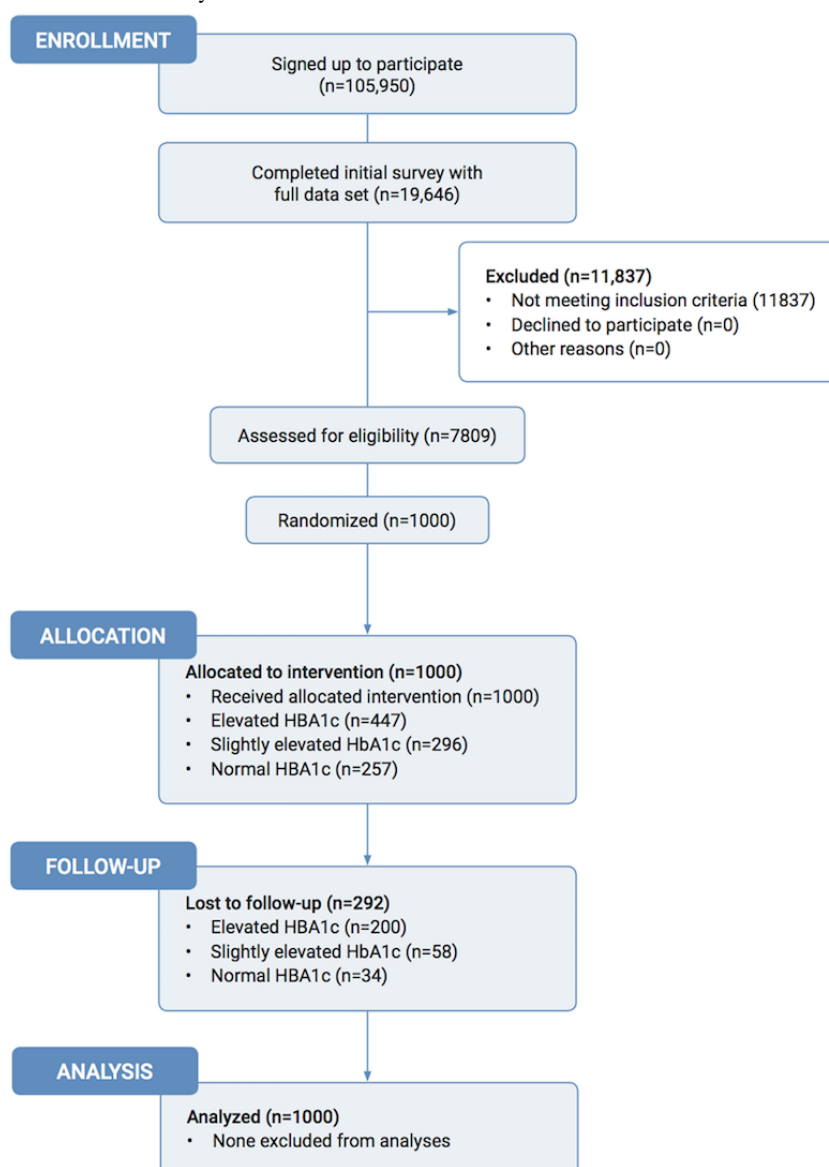 ENROLLMENT
Signed up to participate
(n=105,950)
Completed initial survey with
full data set (n=19,646)
Excluded (n=11,837)
• Not meeting inclusion criteria (11837)
• Declined to participate (n=0)
• Other reasons (n=0)
Assessed for eligibility (n=7809)
Randomized (n=1000)
ALLOCATION
Allocated to intervention (n=1000)
• Received allocated intervention (n=1000)
• Elevated HBA1c (n=447)
• Slightly elevated HbA1c (n=296)
• Normal HBA1c (n=257)
FOLLOW-UP
Lost to follow-up (n=292)
• Elevated HBA1c (n=200)
• Slightly elevated HbA1c (n=58)
• Normal HBA1c (n=34)
ANALYSIS
Analyzed (n=1000)
• None excluded from analyses